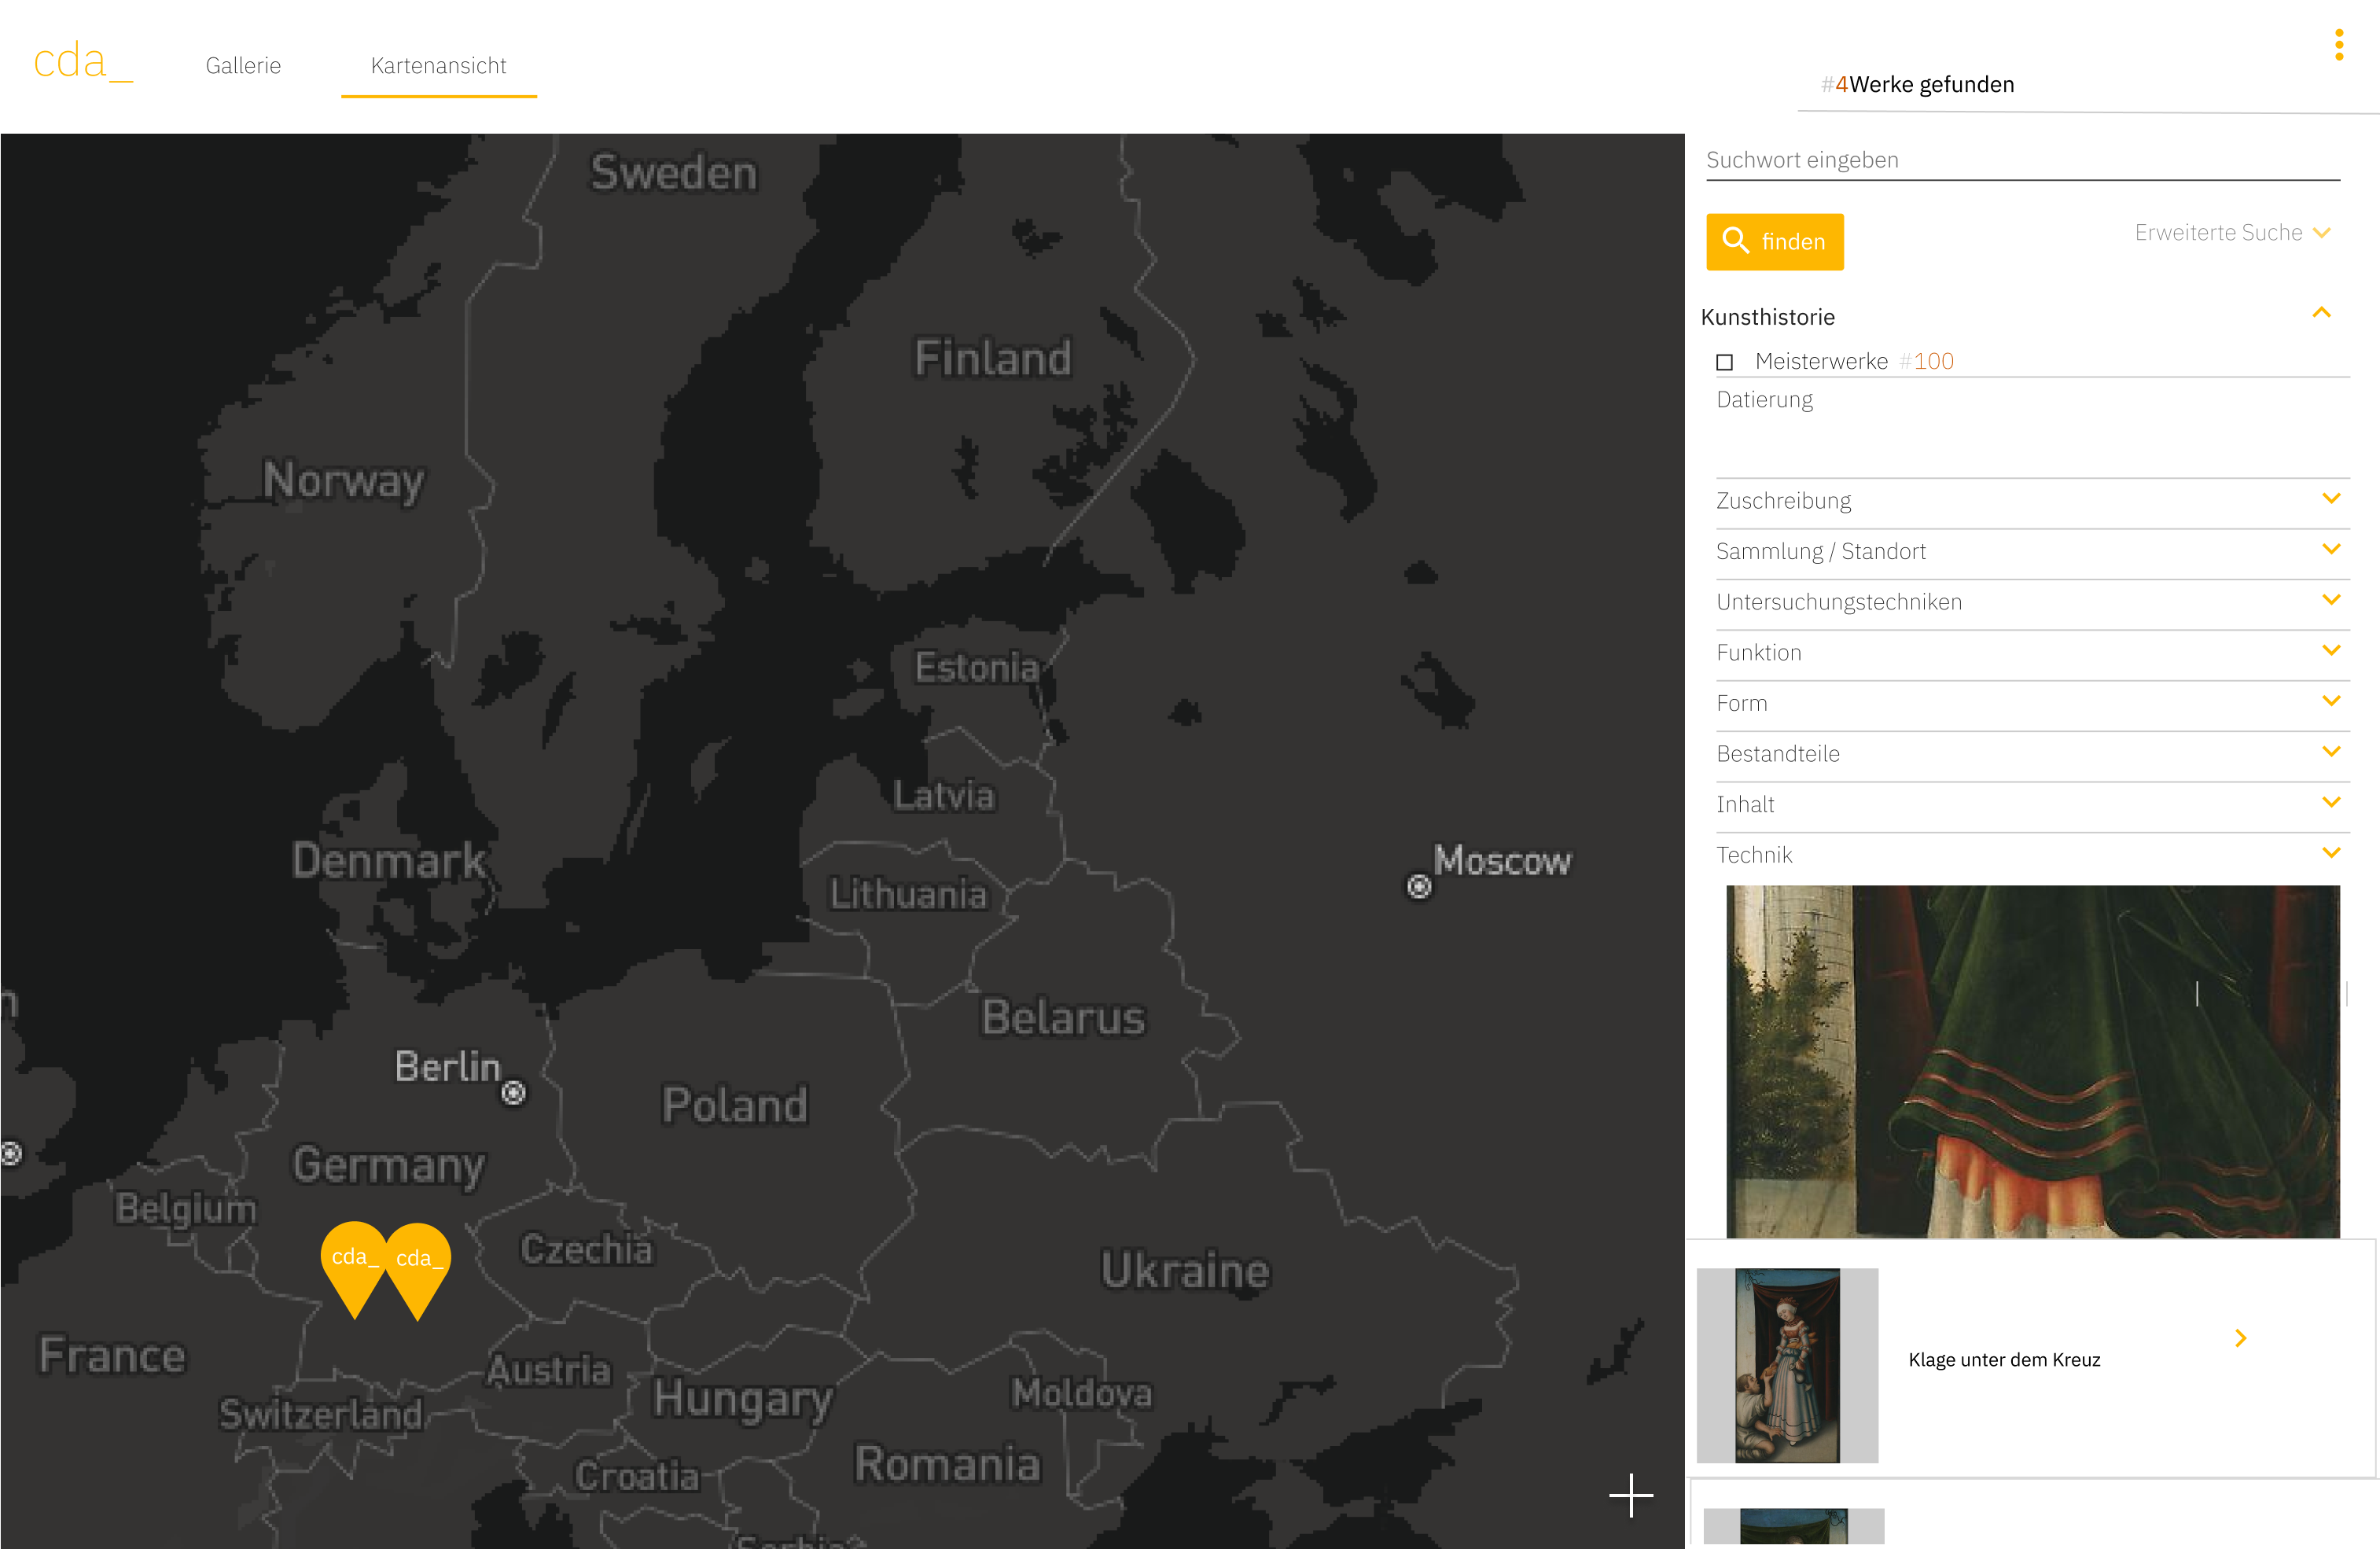 cda_
Gallerie
Kartenansicht
#4Werke gefunden
Suchwort eingeben
finden
Erweiterte Suche
Kunsthistorie
Meisterwerke #100
Datierung
Zuschreibung
Sammlung / Standort
Untersuchungstechniken
Funktion
Form
Bestandteile
Inhalt
Technik
Klage unter dem Kreuz
Sweden
Finland
Norway
Estonia
Latvia
Denmark
Moscow
Lithuania
Belarus
Berlin
Poland
Germany
Belgium
Czechia
cda_
cda_
Ukraine
France
Austria
Switzerland
Hungary
Moldova
Romania
Croatia